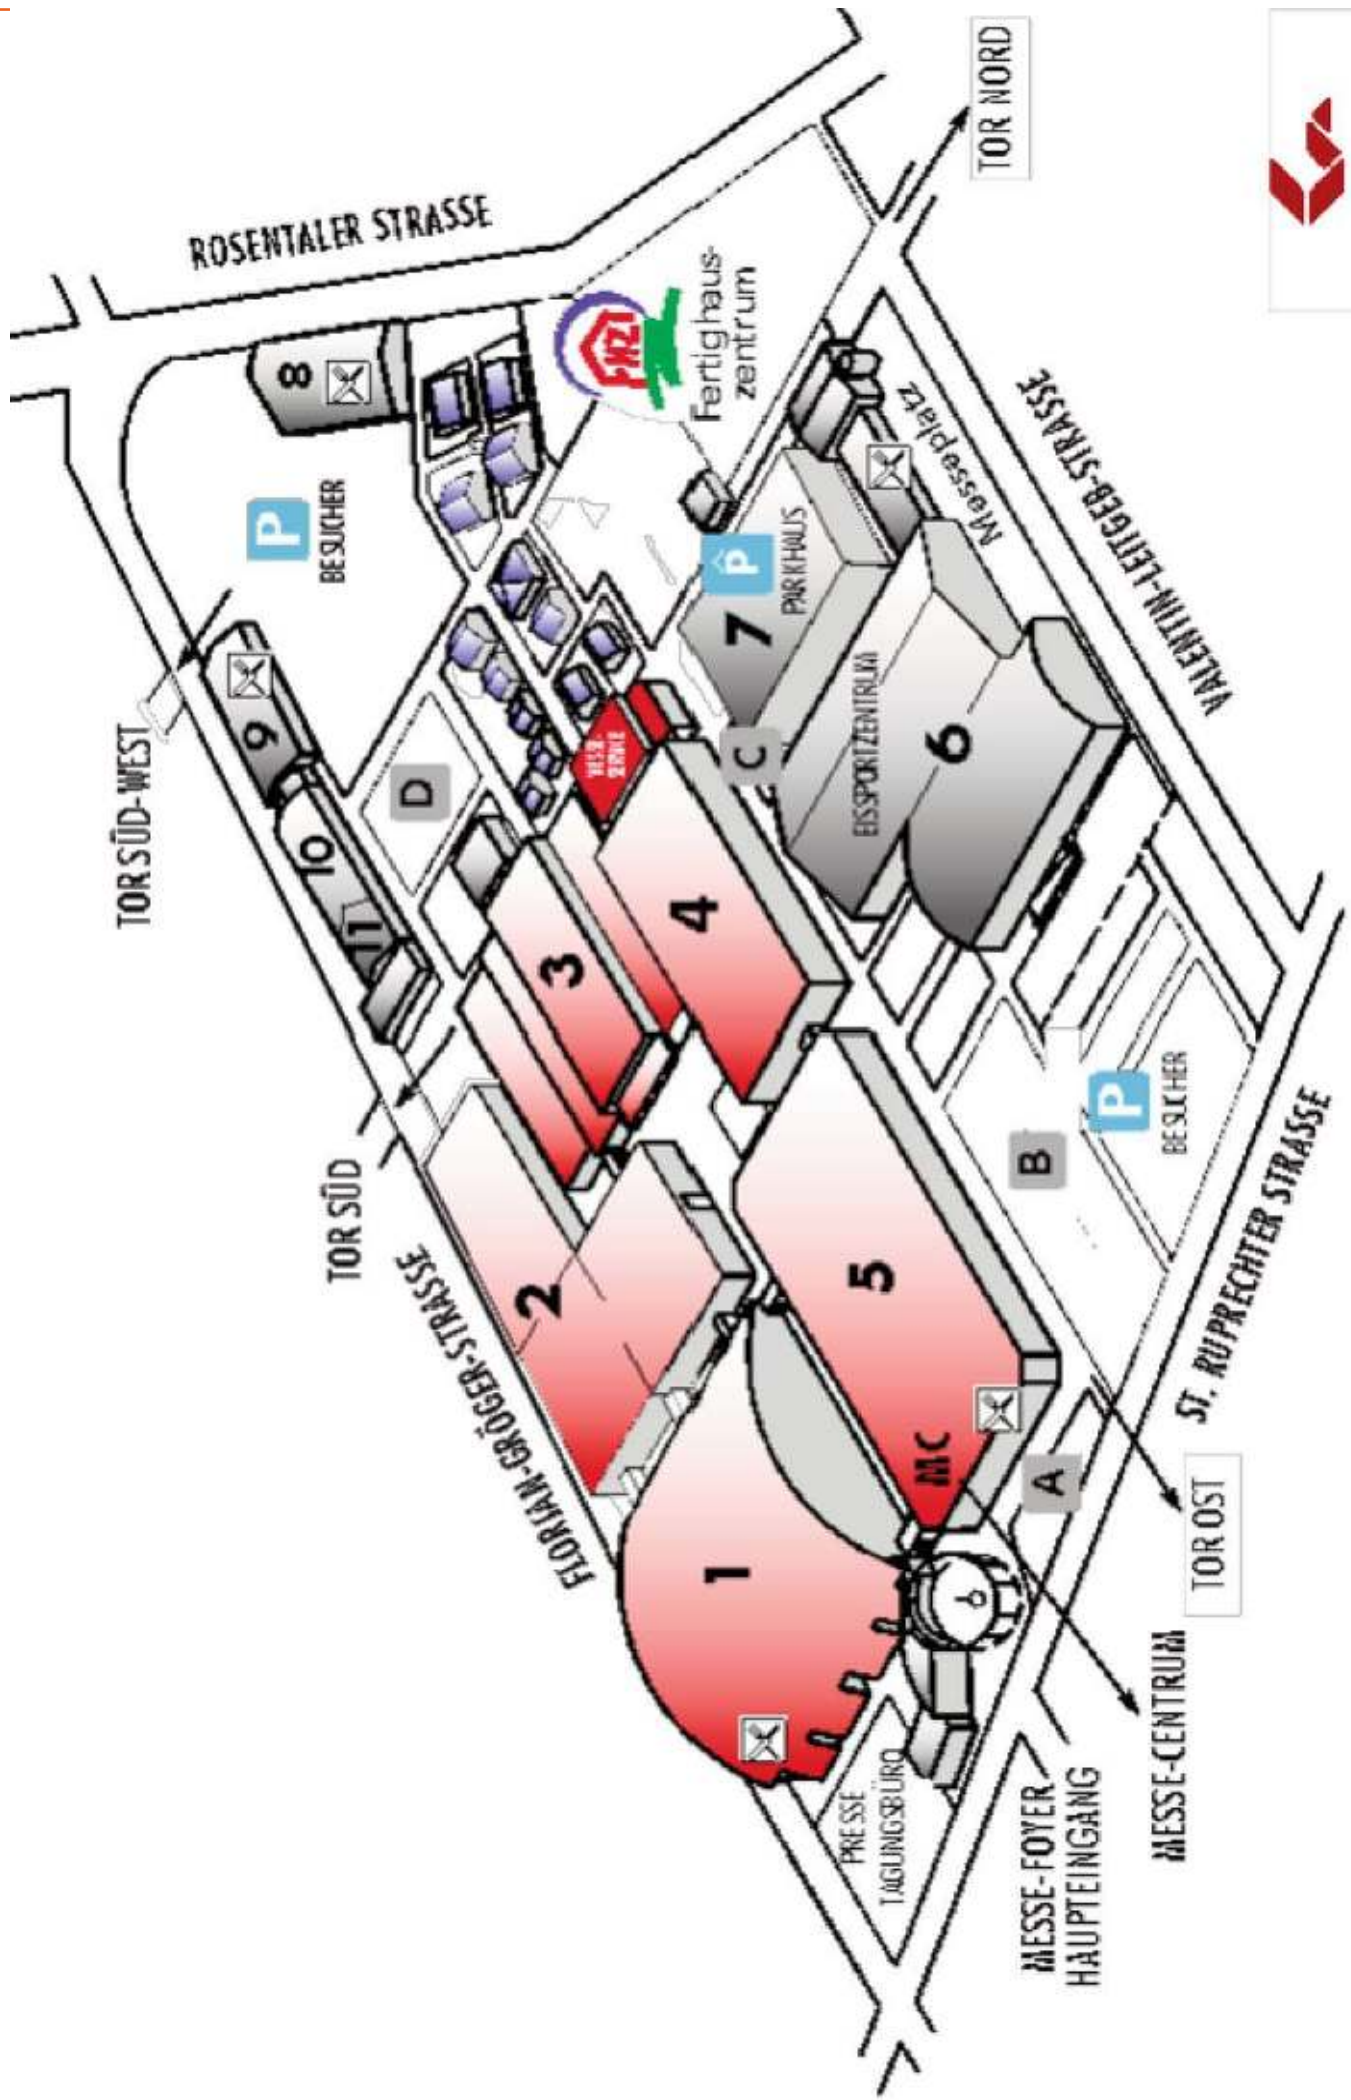 TOR SÜD-WEST
ROSENTALER STRASSE
TOR SÜD
9
P
8
BESUCHER
10
11
D
FLORIAN-GRÖGER-STRASSE
2
3
4
Fertighaus-
zentrum
1
7
P
PARKHAUS
C
5
EISSPORTZENTRUM
6
Messeplatz
PRESSE
TAGUNGSBÜRO
MC
A
B
P
BESUCHER
VALENTIN-LEITGEB-STRASSE
TOR NORD
MESSE-FOYER
HAUPTEINGANG
MESSE-CENTRUM
TOR OST
ST. RUPRECHTER STRASSE